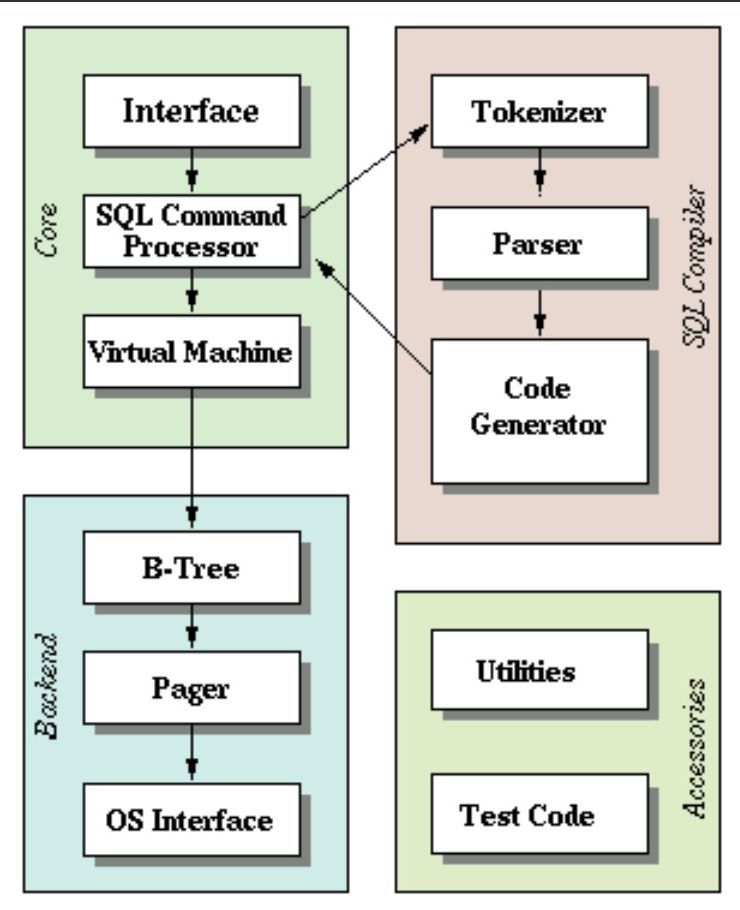 Core
Interface
SQL Command
Processor
Virtual Machine
SQL Compiler
Tokenizer
Parser
Code
Generator
Backend
B-Tree
Pager
OS Interface
Accessories
Utilities
Test Code